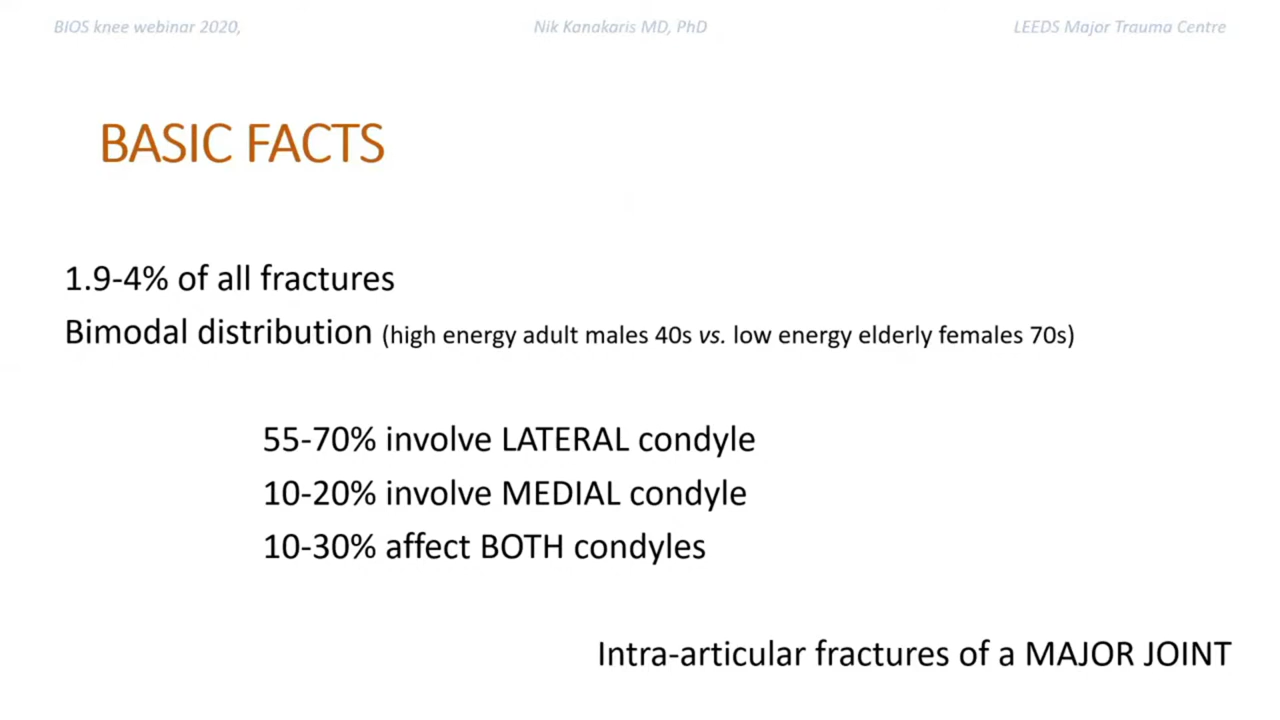 BIOS knee webinar 2020,
Nik Kanakaris MD, PhD
LEEDS Major Trauma Centre
BASIC FACTS
1.9-4% of all fractures
Bimodal distribution (high energy adult males 40s vs. low energy elderly females 70s)
55-70% involve LATERAL condyle
10-20% involve MEDIAL condyle
10-30% affect BOTH condyles
Intra-articular fractures of a MAJOR JOINT